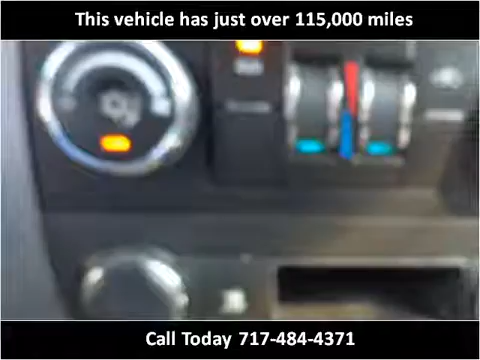 This vehicle has just over 115,000 miles
Call Today 717-484-4371